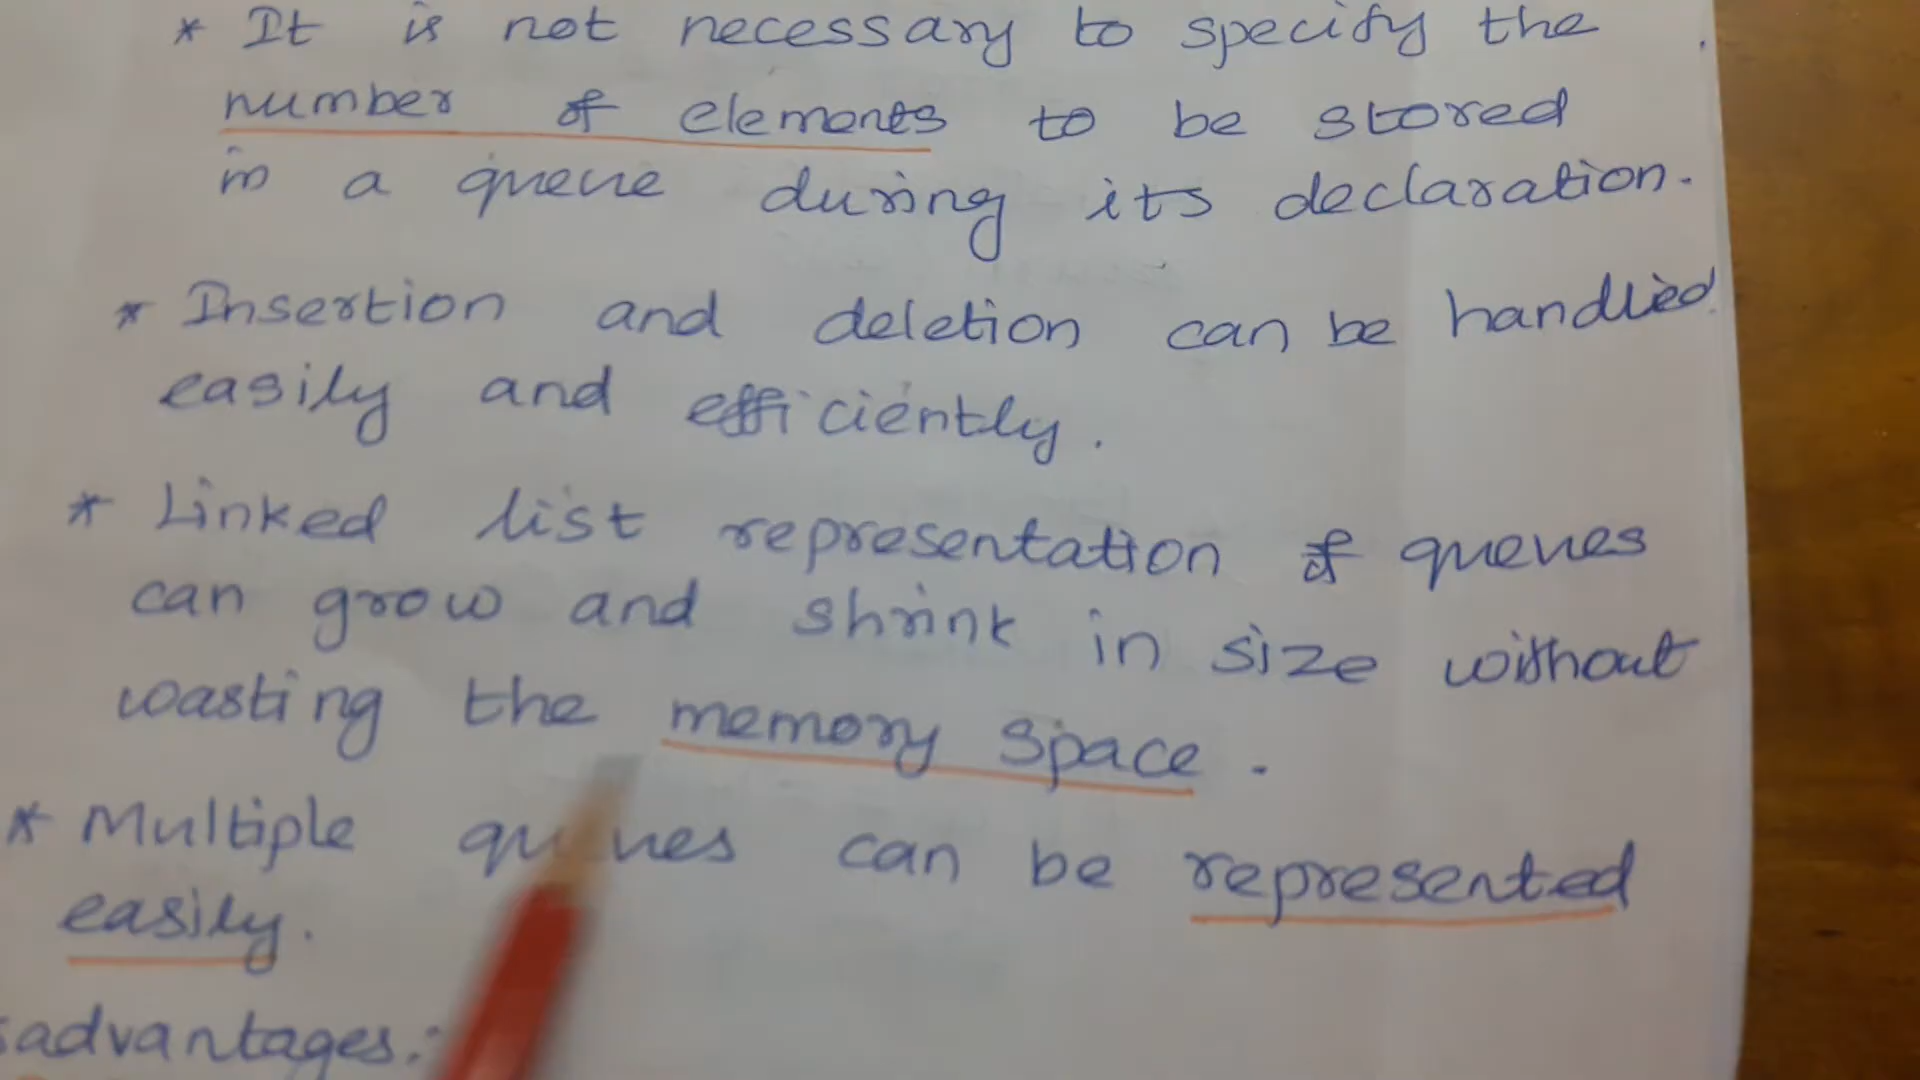 * It is not necessary to specify the
number of elements to be stored
in a queue during its declaration.
* Insertion and deletion can be handled
easily and efficiently.
* Linked list representation of queues
can grow and shrink in size without
wasting the memory space.
* Multiple queues can be represented
easily.
sadvantages: